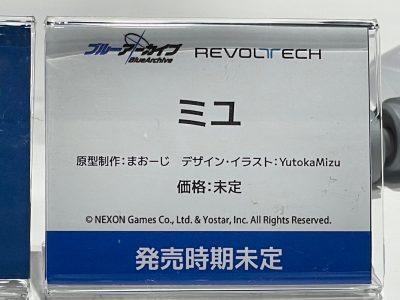 ブルーアーカイブ REVOLTECH
BlueArchive
ミユ
原型制作：まおーじ デザイン・イラスト：YutokaMizu
価格：未定
© NEXON Games Co., Ltd. & Yostar, Inc. All Rights Reserved.
発売時期未定